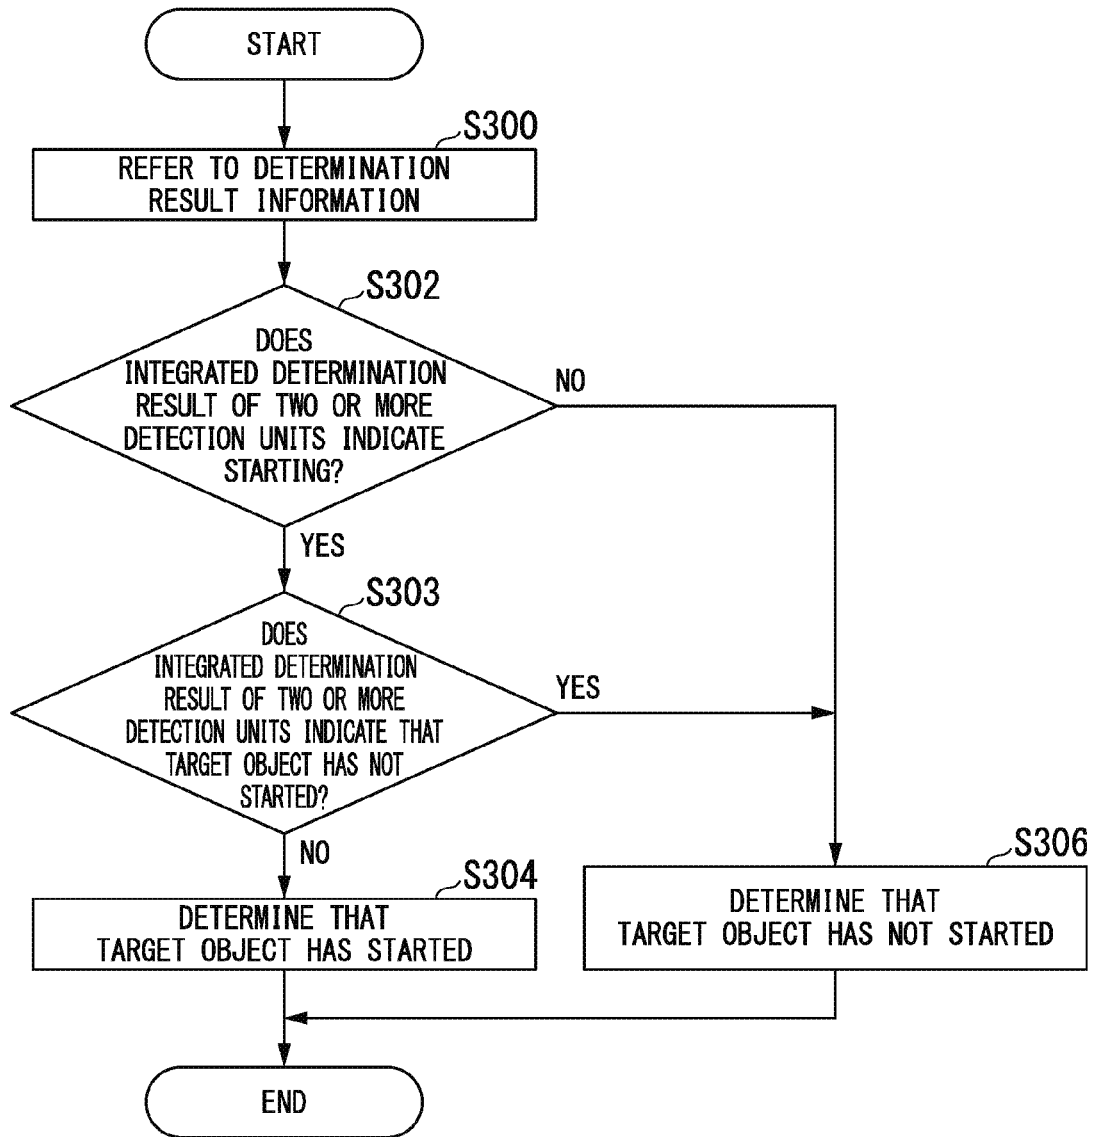 START
S300
REFER TO DETERMINATION
RESULT INFORMATION
S302
DOES
INTEGRATED DETERMINATION
RESULT OF TWO OR MORE
DETECTION UNITS INDICATE
STARTING?
NO
YES
S303
DOES
INTEGRATED DETERMINATION
RESULT OF TWO OR MORE
DETECTION UNITS INDICATE THAT
TARGET OBJECT HAS NOT
STARTED?
YES
NO
S304
DETERMINE THAT
TARGET OBJECT HAS STARTED
S306
DETERMINE THAT
TARGET OBJECT HAS NOT STARTED
END